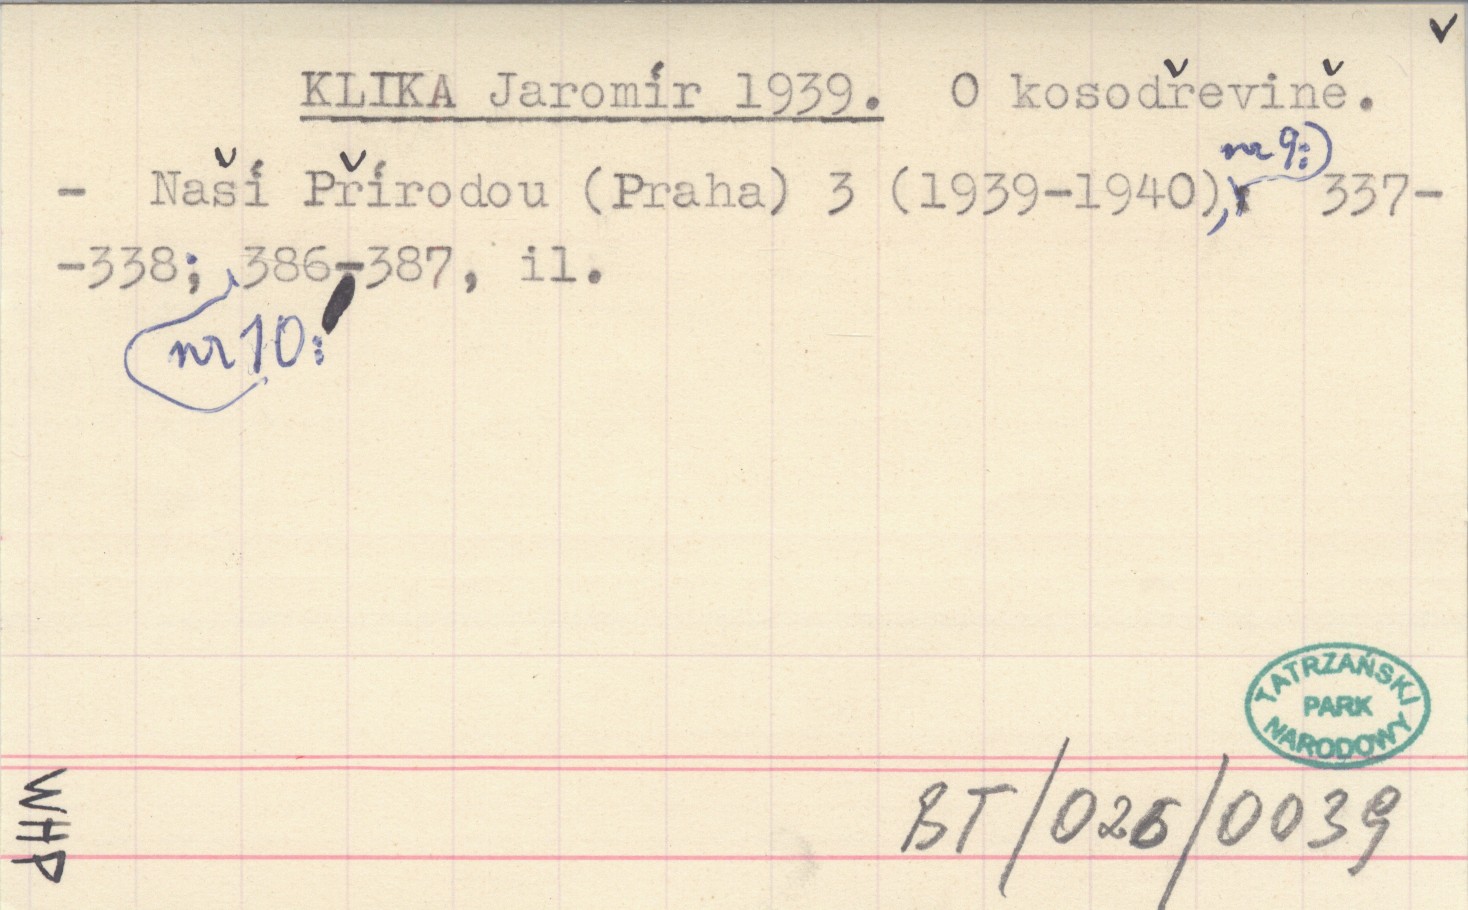 v
KLIKA Jaromír 1939. O kosodřevině.
nr 9:
- Naší Přírodou (Praha) 3 (1939-1940), 337-
-338; 386-387, il.
nr 10:
TATRZAŃSKI
PARK
NARODOWY
BT/026/0039
WHP